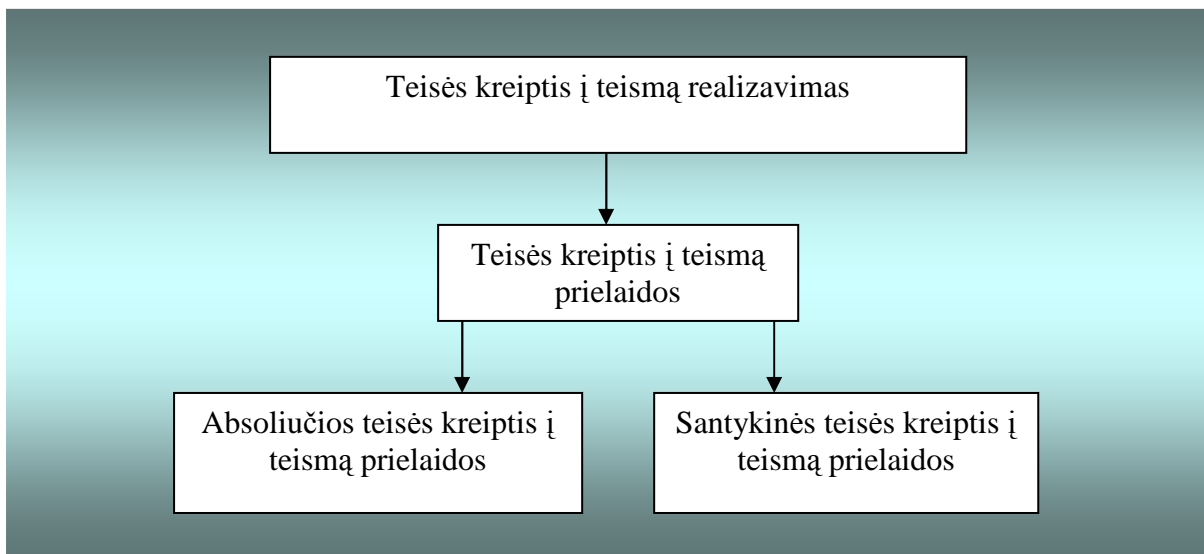 Teisės kreiptis į teismą realizavimas
Teisės kreiptis į teismą
prielaidos
Absoliučios teisės kreiptis į
teismą prielaidos
Santykinės teisės kreiptis į
teismą prielaidos